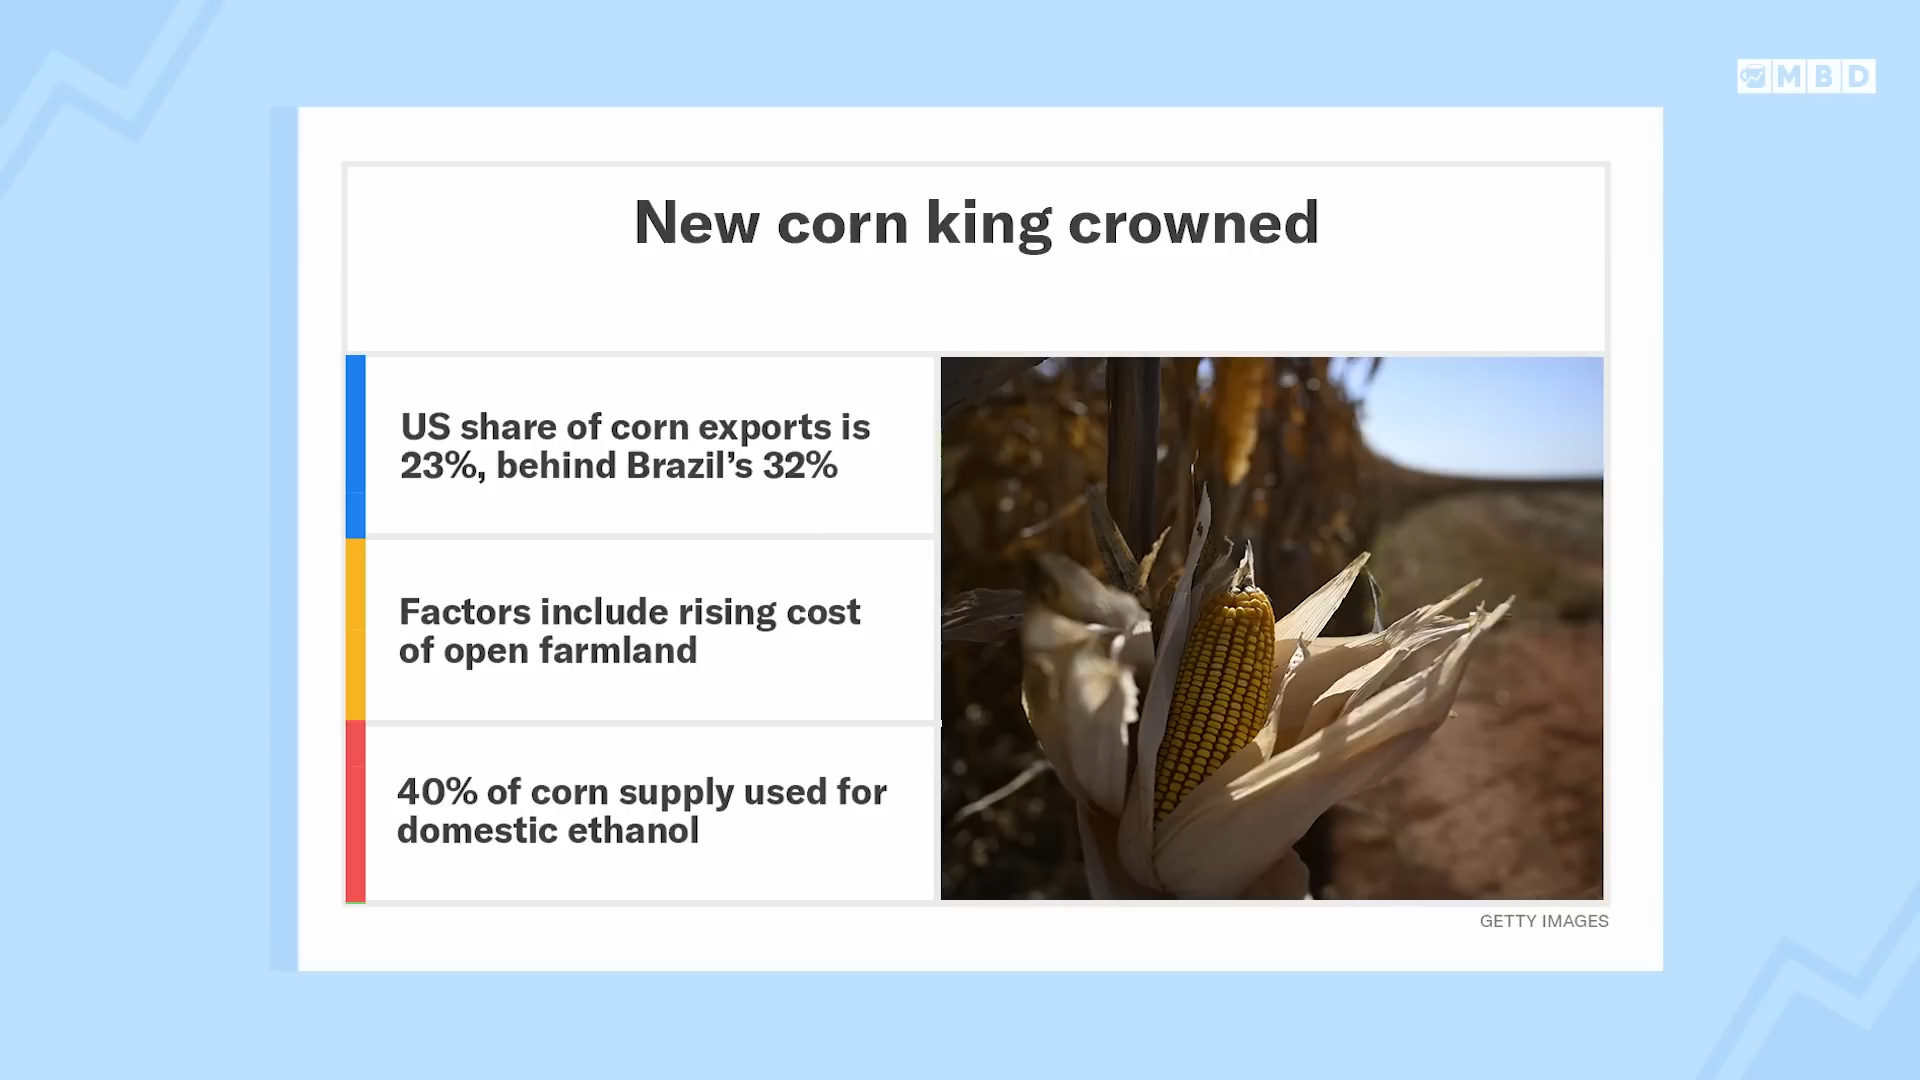 MBD
New corn king crowned
US share of corn exports is
23%, behind Brazil’s 32%
Factors include rising cost
of open farmland
40% of corn supply used for
domestic ethanol
GETTY IMAGES